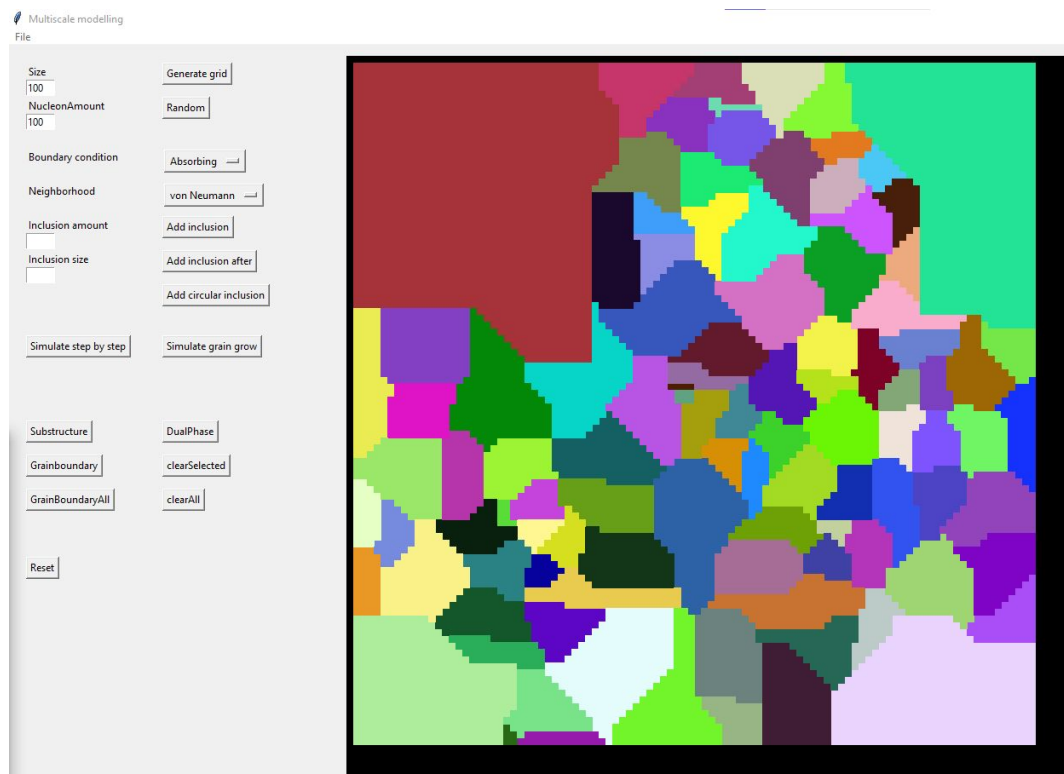 Multiscale modelling
File
Size
Generate grid
100
NucleonAmount
Random
100
Boundary condition
Absorbing
Neighborhood
von Neumann
Inclusion amount
Add inclusion
Inclusion size
Add inclusion after
Add circular inclusion
Simulate step by step
Simulate grain grow
Substructure
DualPhase
Grainboundary
clearSelected
GrainBoundaryAll
clearAll
Reset